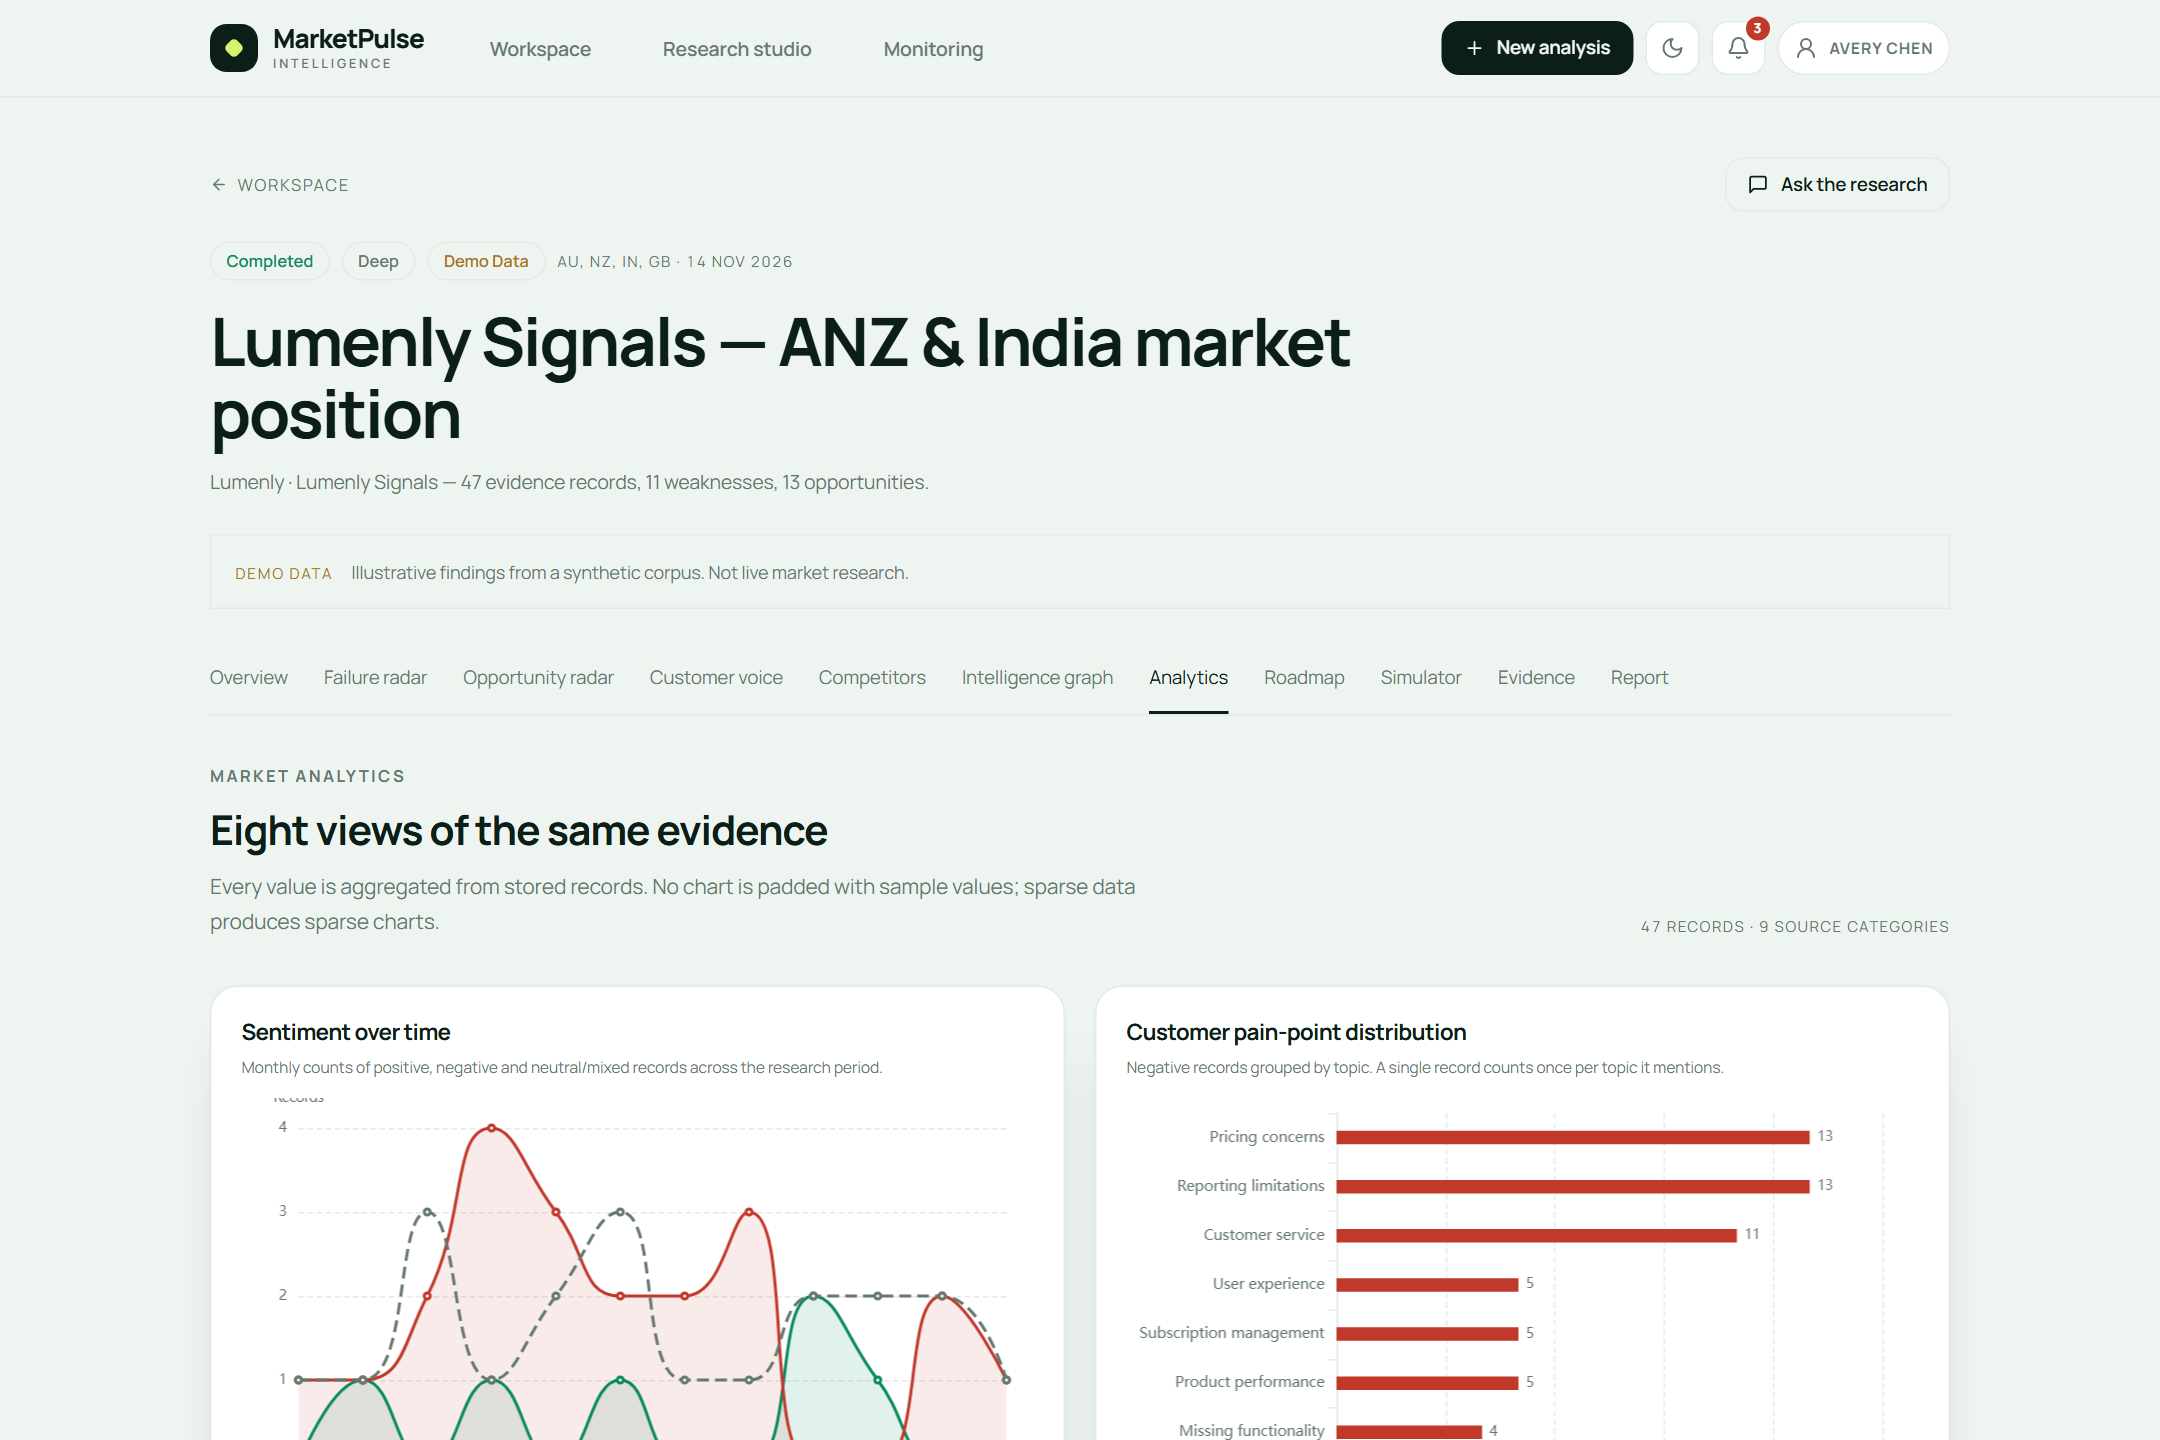 MarketPulse
INTELLIGENCE
Workspace
Research studio
Monitoring
New analysis
3
AVERY CHEN
WORKSPACE
Ask the research
Completed
Deep
Demo Data
AU, NZ, IN, GB · 14 NOV 2026
Lumenly Signals — ANZ & India market
position
Lumenly · Lumenly Signals — 47 evidence records, 11 weaknesses, 13 opportunities.
DEMO DATA
Illustrative findings from a synthetic corpus. Not live market research.
Overview
Failure radar
Opportunity radar
Customer voice
Competitors
Intelligence graph
Analytics
Roadmap
Simulator
Evidence
Report
MARKET ANALYTICS
Eight views of the same evidence
Every value is aggregated from stored records. No chart is padded with sample values; sparse data
produces sparse charts.
47 RECORDS · 9 SOURCE CATEGORIES
Sentiment over time
Monthly counts of positive, negative and neutral/mixed records across the research period.
Records
4
3
2
1
Customer pain-point distribution
Negative records grouped by topic. A single record counts once per topic it mentions.
Pricing concerns 13
Reporting limitations 13
Customer service 11
User experience 5
Subscription management 5
Product performance 5
Missing functionality 4